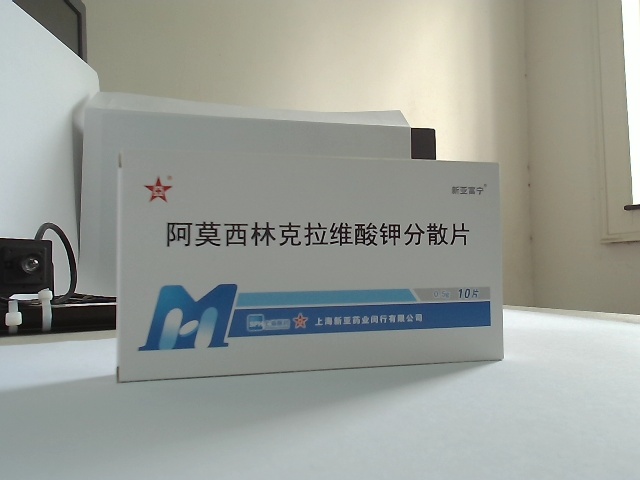 新亚富宁
阿莫西林克拉维酸钾分散片
10片
上海新亚药业闵行有限公司